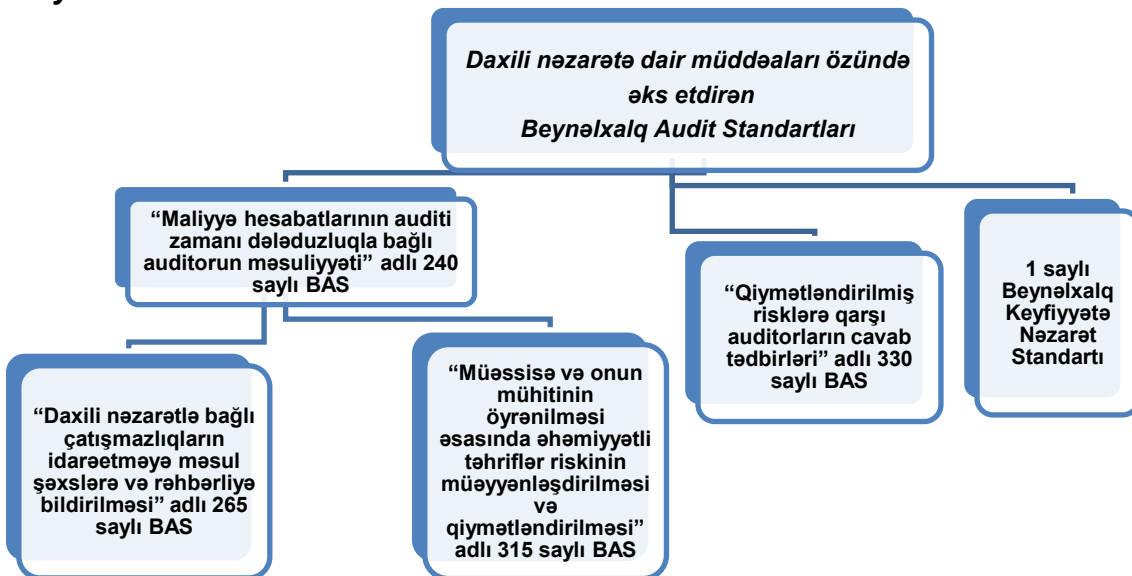 Daxili nəzarətə dair müddəaları özündə
əks etdirən
Beynəlxalq Audit Standartları
“Maliyyə hesabatlarının auditi
zamanı dələduzluqla bağlı
auditorun məsuliyyəti” adlı 240
saylı BAS
“Daxili nəzarətlə bağlı
çatışmazlıqların
idarəetməyə məsul
şəxslərə və rəhbərliyə
bildirilməsi” adlı 265
saylı BAS
“Müəssisə və onun
mühitinin
öyrənilməsi
əsasında əhəmiyyətli
təhriflər riskinin
müəyyənləşdirilməsi
və
qiymətləndirilməsi”
adlı 315 saylı BAS
“Qiymətləndirilmiş
risklərə qarşı
auditorların cavab
tədbirləri” adlı 330
saylı BAS
1 saylı
Beynəlxalq
Keyfiyyətə
Nəzarət
Standartı